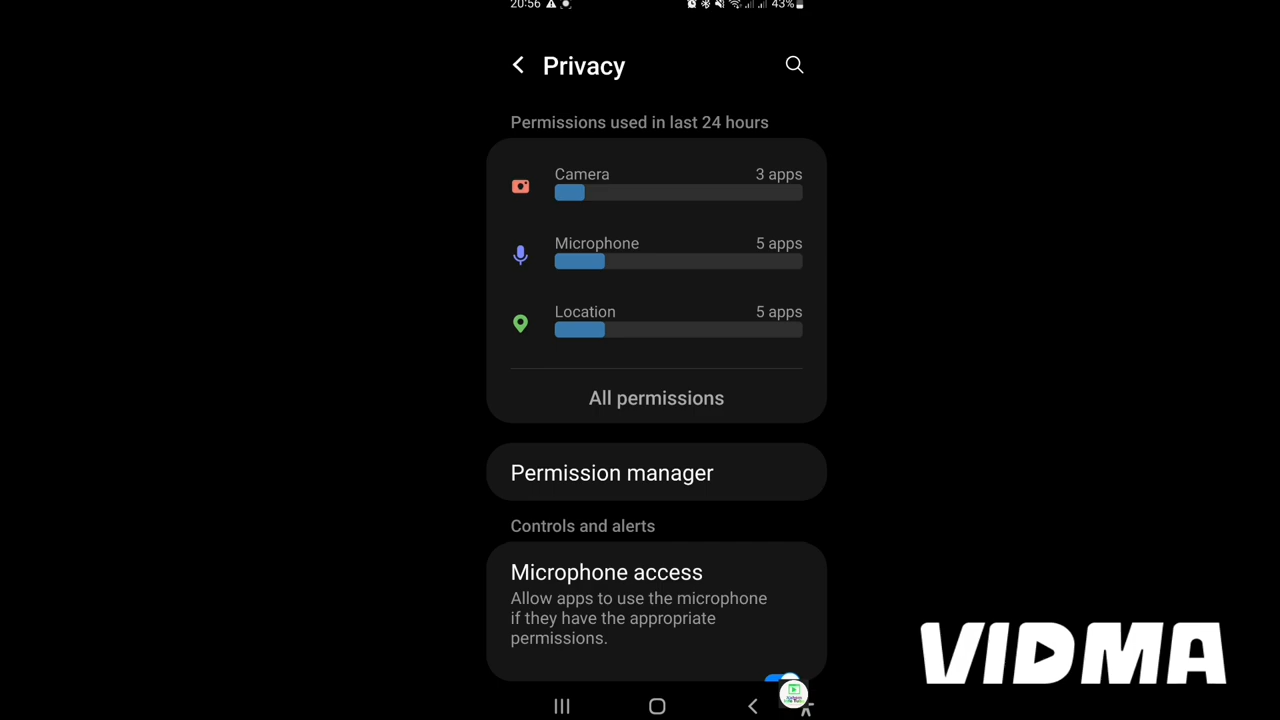 20:56 43%
Privacy
Permissions used in last 24 hours
Camera 3 apps
Microphone 5 apps
Location 5 apps
All permissions
Permission manager
Controls and alerts
Microphone access
Allow apps to use the microphone
if they have the appropriate
permissions.
VIDMA